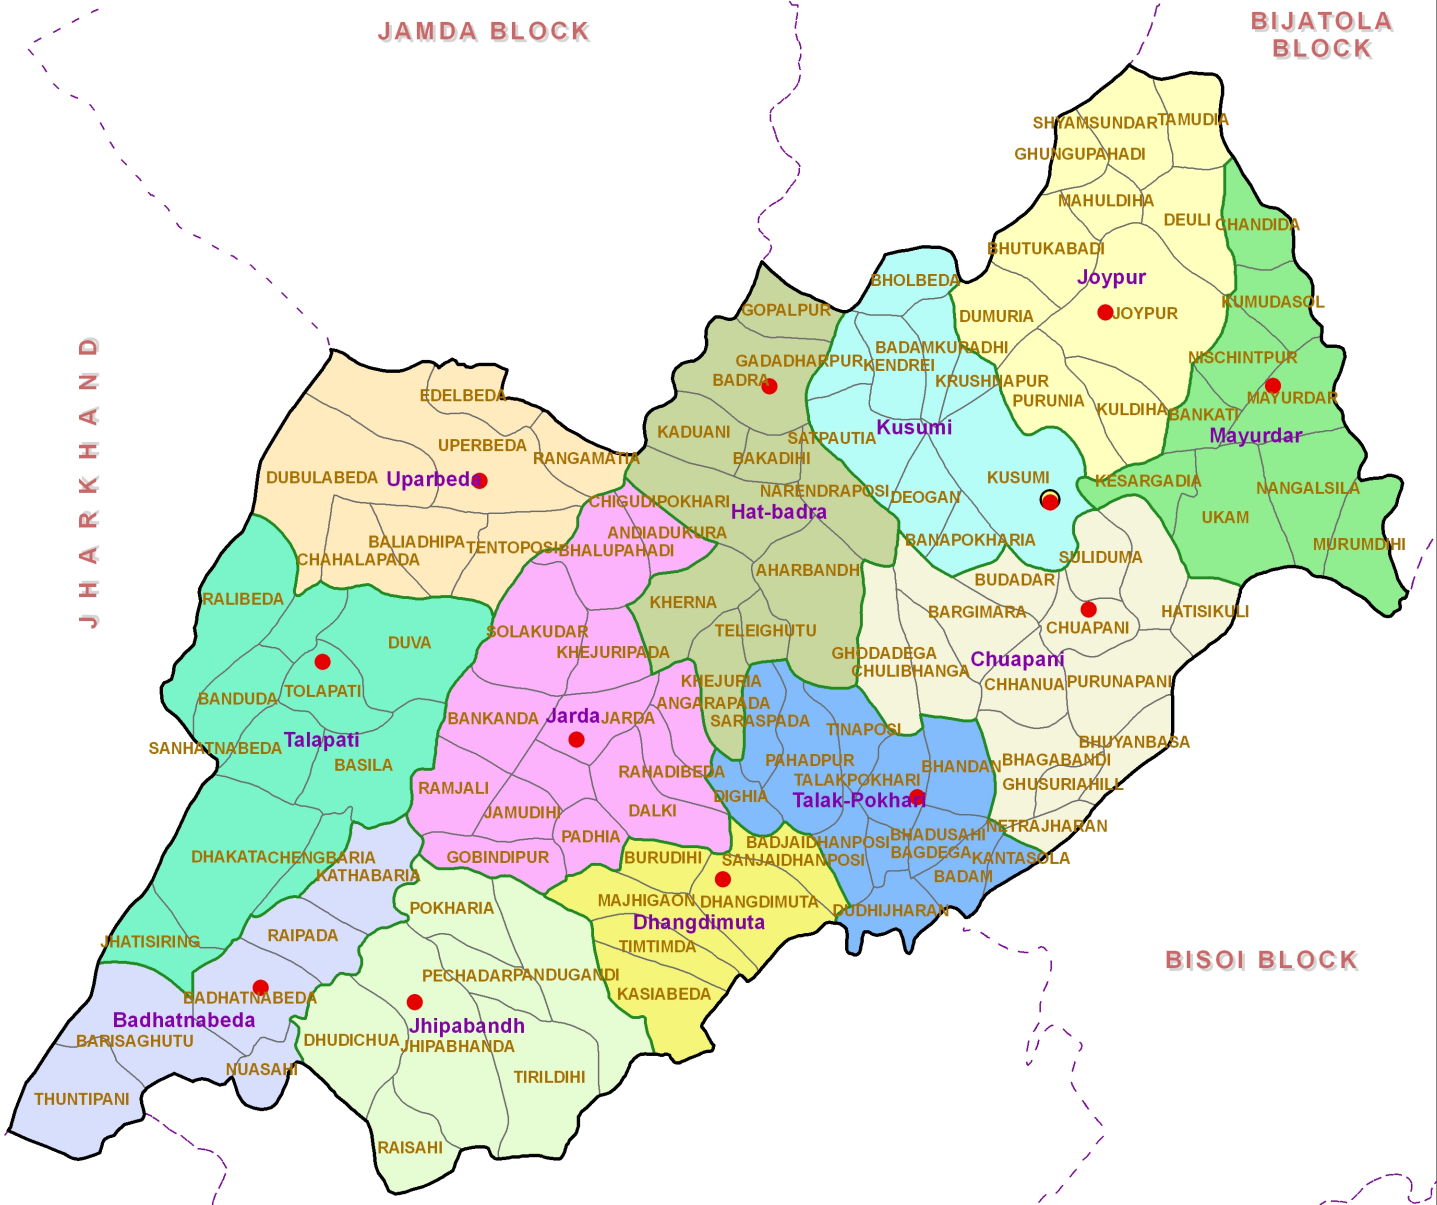 JAMDA BLOCK
BIJATOLA
BLOCK
SHYAMSUNDAR
TAMUDIA
GHUNGUPAHADI
MAHULDIHA
DEULI
CHANDIDA
BHUTUKABADI
Joypur
BHOLBEDA
KUMUDASOL
GOPALPUR
DUMURIA
JOYPUR
JHARKHAND
BADAMKURADHI
NISCHINTPUR
GADADHARPUR
KENDREI
BADRA
KRUSHNAPUR
EDELBEDA
PURUNIA
MAYURDAR
KULDIHA
BANKATI
KADUANI
Kusumi
Mayurdar
SATPAUTIA
UPERBEDA
RANGAMATIA
BAKADIHI
DUBULABEDA
Uparbeda
KUSUMI
KESARGADIA
NARENDRAPOSI
NANGALSILA
CHIGUDIPOKHARI
DEOGAN
Hat-badra
UKAM
ANDIADUKURA
BALIADHIPA
TENTOPOSI
BHALUPAHADI
BANAPOKHARIA
MURUMDIHI
CHAHALAPADA
SULIDUMA
AHARBANDH
BUDADAR
RALIBEDA
KHERNA
BARGIMARA
HATISIKULI
SOLAKUDAR
TELEIGHUTU
CHUAPANI
DUVA
KHEJURIPADA
GHODADEGA
Chuapani
CHULIBHANGA
KHEJURIA
CHHANUA
PURUNAPANI
TOLAPATI
BANDUDA
ANGARAPADA
BANKANDA
Jarda
JARDA
SARASPADA
TINAPOSI
Talapati
SANHATNABEDA
BHUYANBASA
BASILA
PAHADPUR
BHANDAN
BHAGABANDI
RAHADIBEDA
TALAKPOKHARI
GHUSURIAHILL
RAMJALI
DIGHIA
Talak-Pokhari
JAMUDIHI
DALKI
NETRAJHARAN
PADHIA
BHADUSAHI
BADJAIDHANPOSI
BAGDEGA
DHAKATA
CHENGBARIA
GOBINDIPUR
BURUDIHI
SANJAIDHANPOSI
KANTASOLA
KATHABARIA
BADAM
MAJHIGAON
DHANGDIMUTA
POKHARIA
DUDHIJHARAN
Dhangdimuta
RAIPADA
JHATISIRING
TIMTIMDA
BISOI BLOCK
PECHADAR
PANDUGANDI
KASIABEDA
BADHATNABEDA
Badhatnabeda
Jhipabandh
BARISAGHUTU
DHUDICHUA
JHIPABHANDA
NUASAHI
TIRILDIHI
THUNTIPANI
RAISAHI